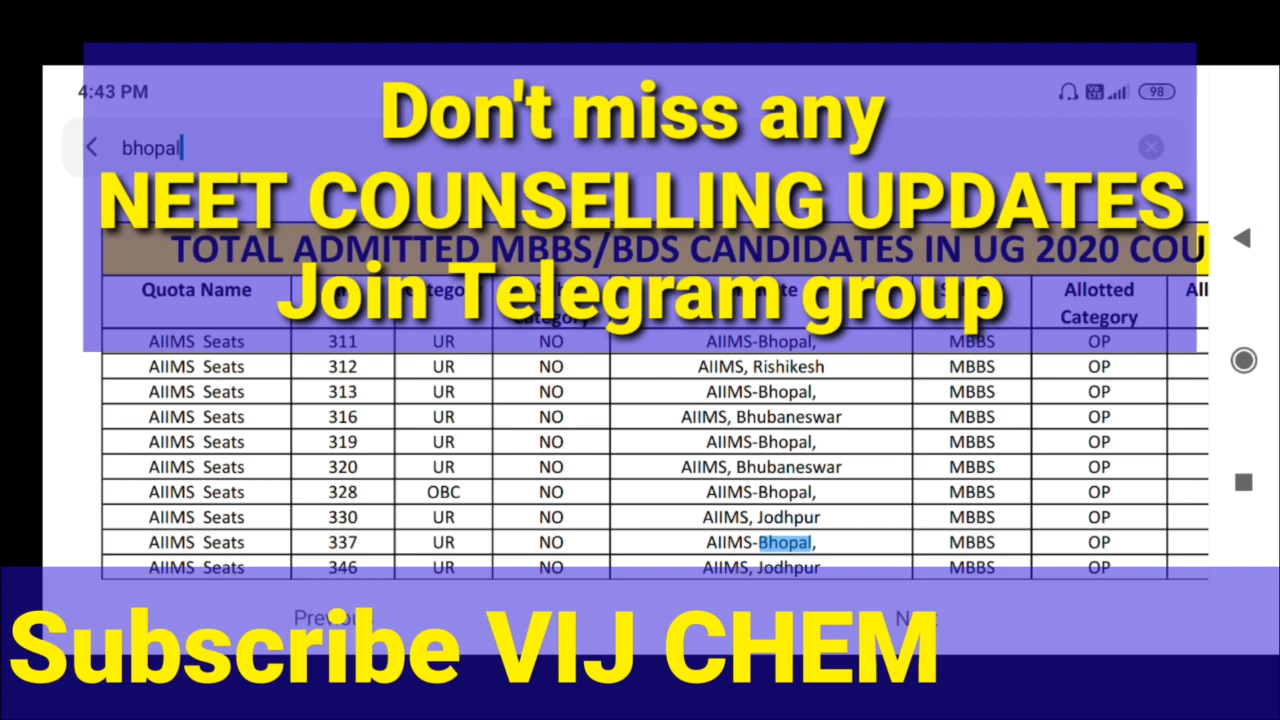 4:43 PM 98
Don't miss any
bhopal
NEET COUNSELLING UPDATES
TOTAL ADMITTED MBBS/BDS CANDIDATES IN UG 2020 COU
Join Telegram group
Quota Name Allotted
Category Category
AIIMS Seats 311 UR NO AIIMS-Bhopal, MBBS OP
AIIMS Seats 312 UR NO AIIMS, Rishikesh MBBS OP
AIIMS Seats 313 UR NO AIIMS-Bhopal, MBBS OP
AIIMS Seats 316 UR NO AIIMS, Bhubaneswar MBBS OP
AIIMS Seats 319 UR NO AIIMS-Bhopal, MBBS OP
AIIMS Seats 320 UR NO AIIMS, Bhubaneswar MBBS OP
AIIMS Seats 328 OBC NO AIIMS-Bhopal, MBBS OP
AIIMS Seats 330 UR NO AIIMS, Jodhpur MBBS OP
AIIMS Seats 337 UR NO AIIMS-Bhopal, MBBS OP
AIIMS Seats 346 UR NO AIIMS, Jodhpur MBBS OP
Subscribe VIJ CHEM